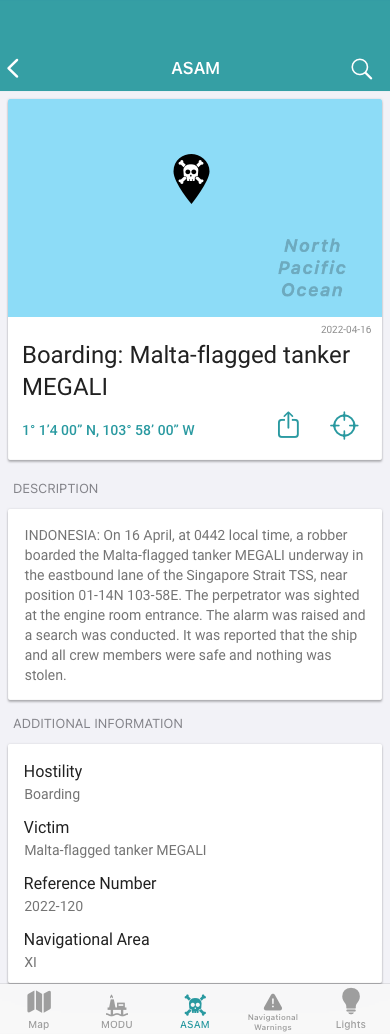 ASAM
North
Pacific
Ocean
2022-04-16
Boarding: Malta-flagged tanker
MEGALI
1° 1’4 00” N, 103° 58’ 00” W
DESCRIPTION
INDONESIA: On 16 April, at 0442 local time, a robber
boarded the Malta-flagged tanker MEGALI underway in
the eastbound lane of the Singapore Strait TSS, near
position 01-14N 103-58E. The perpetrator was sighted
at the engine room entrance. The alarm was raised and
a search was conducted. It was reported that the ship
and all crew members were safe and nothing was
stolen.
ADDITIONAL INFORMATION
Hostility
Boarding
Victim
Malta-flagged tanker MEGALI
Reference Number
2022-120
Navigational Area
XI
Map
MODU
ASAM
Navigational
Warnings
Lights